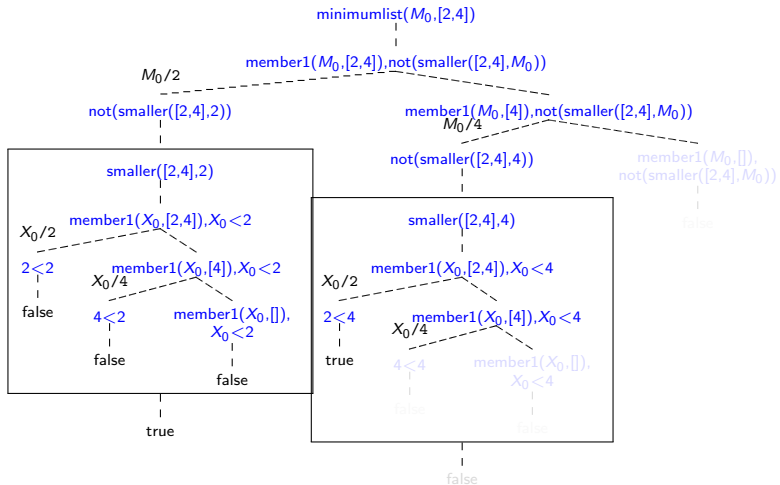 minimumlist(M₀,[2,4])
member1(M₀,[2,4]),not(smaller([2,4],M₀))
M₀/2
not(smaller([2,4],2))
member1(M₀,[4]),not(smaller([2,4],M₀))
M₀/4
not(smaller([2,4],4))
member1(M₀,[]),
not(smaller([2,4],M₀))
false
smaller([2,4],2)
member1(X₀,[2,4]),X₀<2
X₀/2
2<2
false
member1(X₀,[4]),X₀<2
X₀/4
4<2
false
member1(X₀,[]),
X₀<2
false
true
smaller([2,4],4)
member1(X₀,[2,4]),X₀<4
X₀/2
2<4
true
member1(X₀,[4]),X₀<4
X₀/4
4<4
false
member1(X₀,[]),
X₀<4
false
false